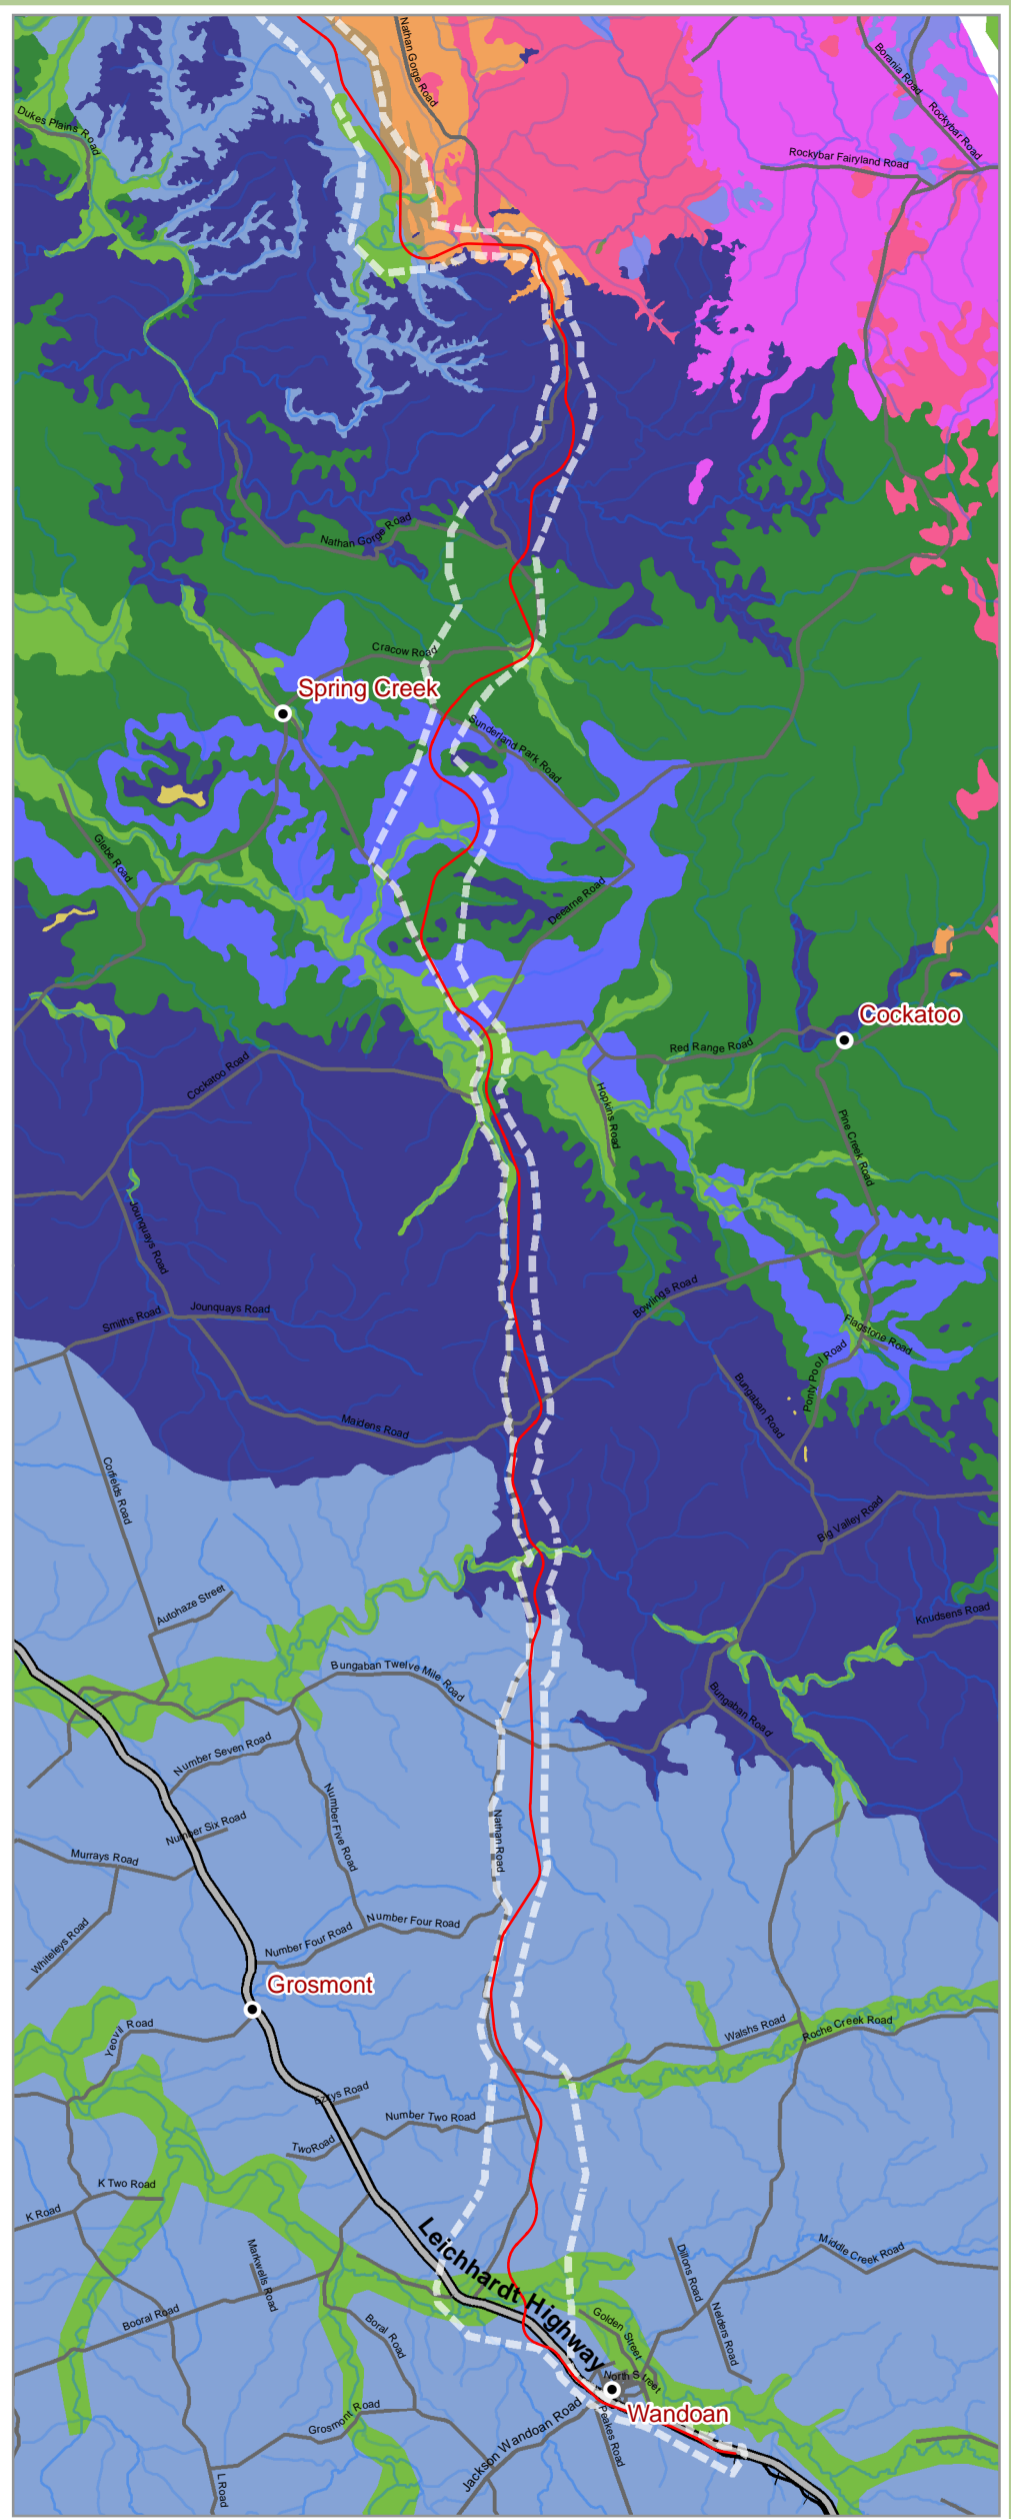 Nathan Gorge Road
Borania Road
Rockybar Road
Dukes Plains Road
Rockybar Fairyland Road
Nathan Gorge Road
Cracow Road
Spring Creek
Sunderland Park Road
Glebe Road
Deearne Road
Cockatoo
Red Range Road
Cockatoo Road
Hopkins Road
Pine Creek Road
Jounquays Road
Bowlings Road
Jounquays Road
Smiths Road
Flagstone Road
Ponty Pool Road
Bungaban Road
Maidens Road
Corfields Road
Big Valley Road
Autohaze Street
Knudsens Road
Bungaban Twelve Mile Road
Bungaban Road
Number Seven Road
Number Five Road
Number Six Road
Nathan Road
Murrays Road
Whiteleys Road
Number Four Road
Number Four Road
Grosmont
Yeovil Road
Walshs Road
Roche Creek Road
Ezzys Road
Number Two Road
TwoRoad
K Two Road
K Road
Leichhardt Highway
Markwells Road
Dillons Road
Middle Creek Road
Booral Road
Boral Road
Golden Street
Nelders Road
North Street
Wandoan
Grosmont Road
Jackson Wandoan Road
Peakes Road
L Road